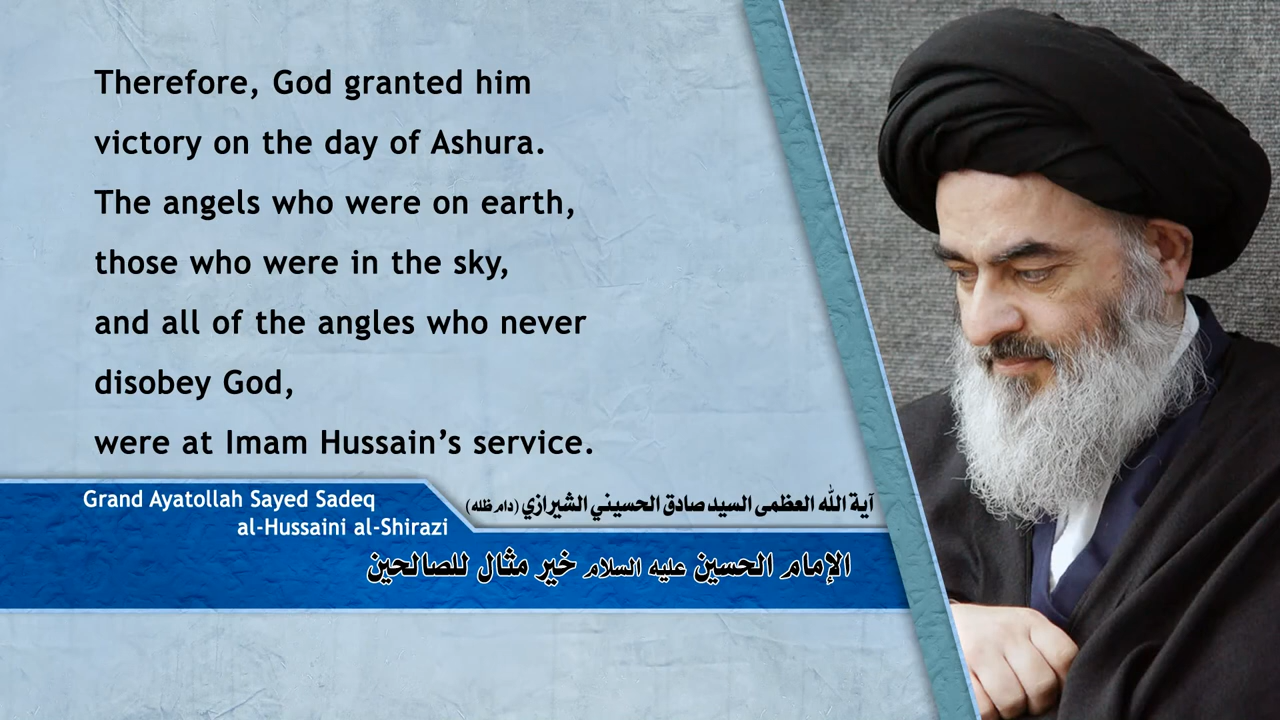 Therefore, God granted him
victory on the day of Ashura.
The angels who were on earth,
those who were in the sky,
and all of the angles who never
disobey God,
were at Imam Hussain’s service.
Grand Ayatollah Sayed Sadeq
al-Hussaini al-Shirazi
آية الله العظمى السيد صادق الحسيني الشيرازي (دام ظله)
الإمام الحسين عليه السلام خير مثال للصالحين